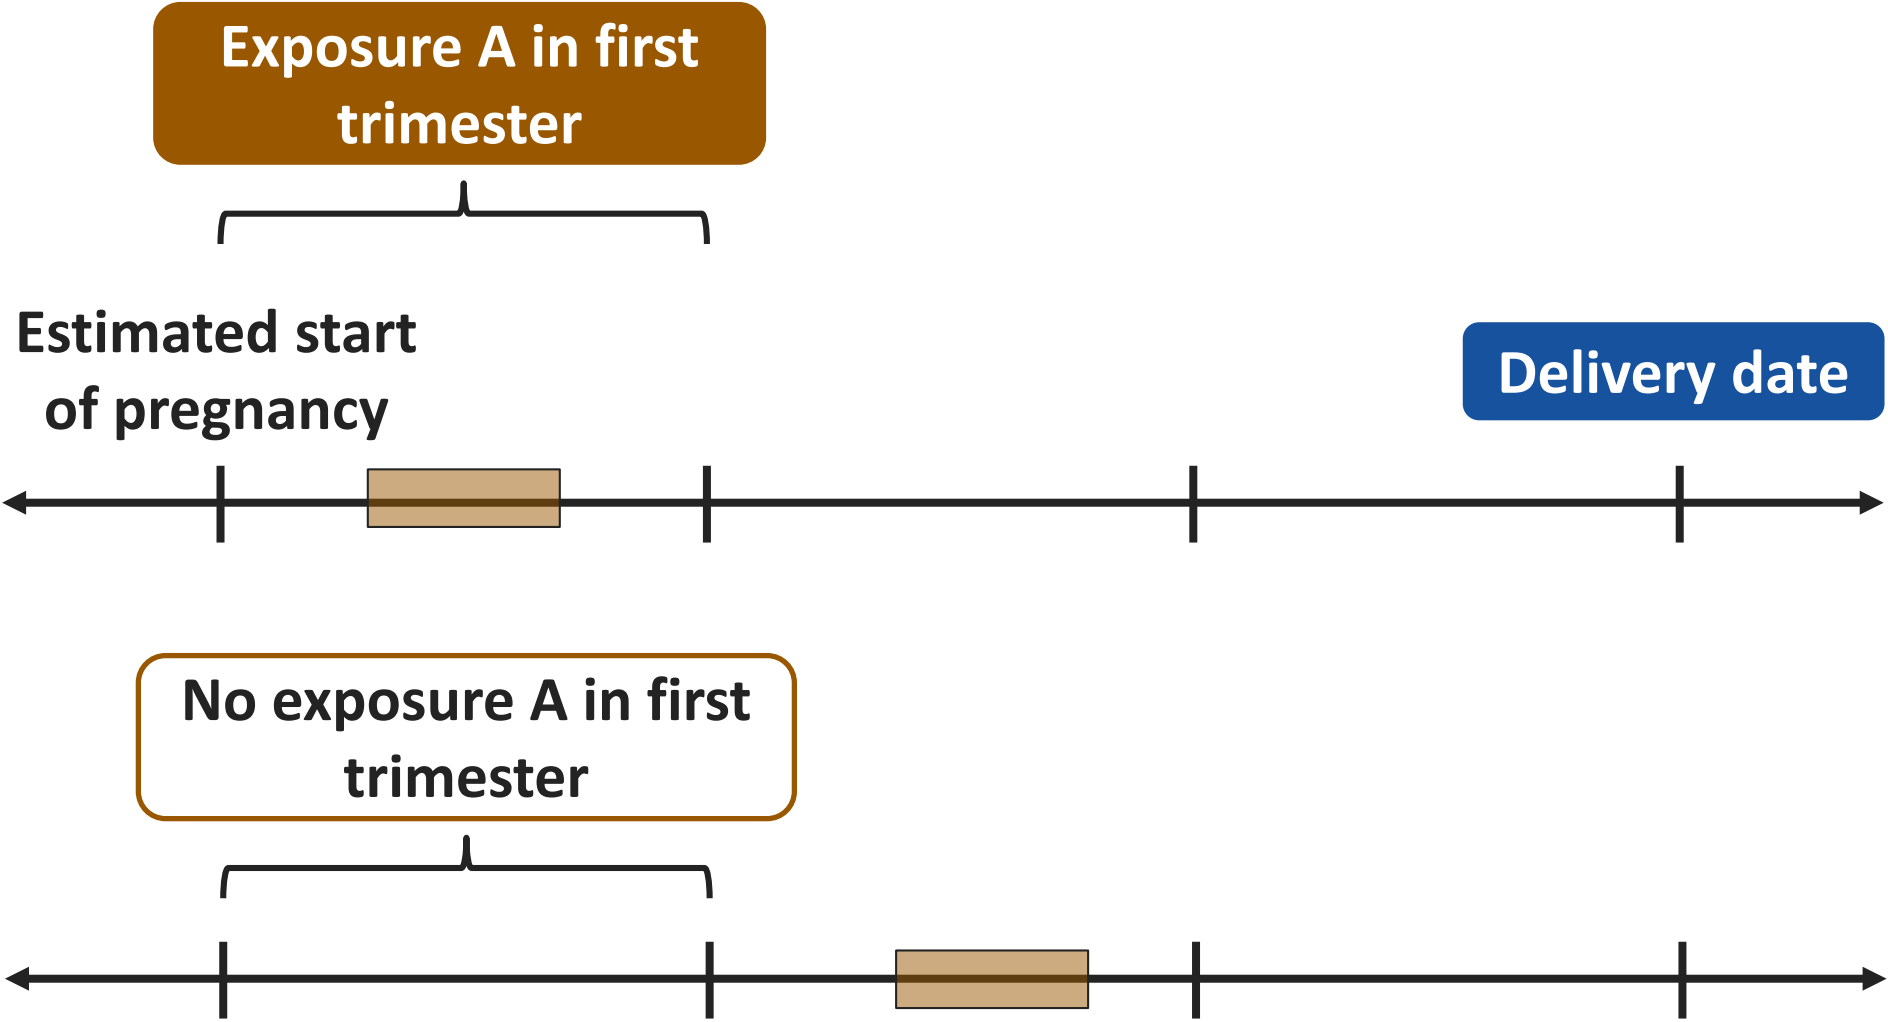 Exposure A in first
trimester
Estimated start
of pregnancy
Delivery date
No exposure A in first
trimester